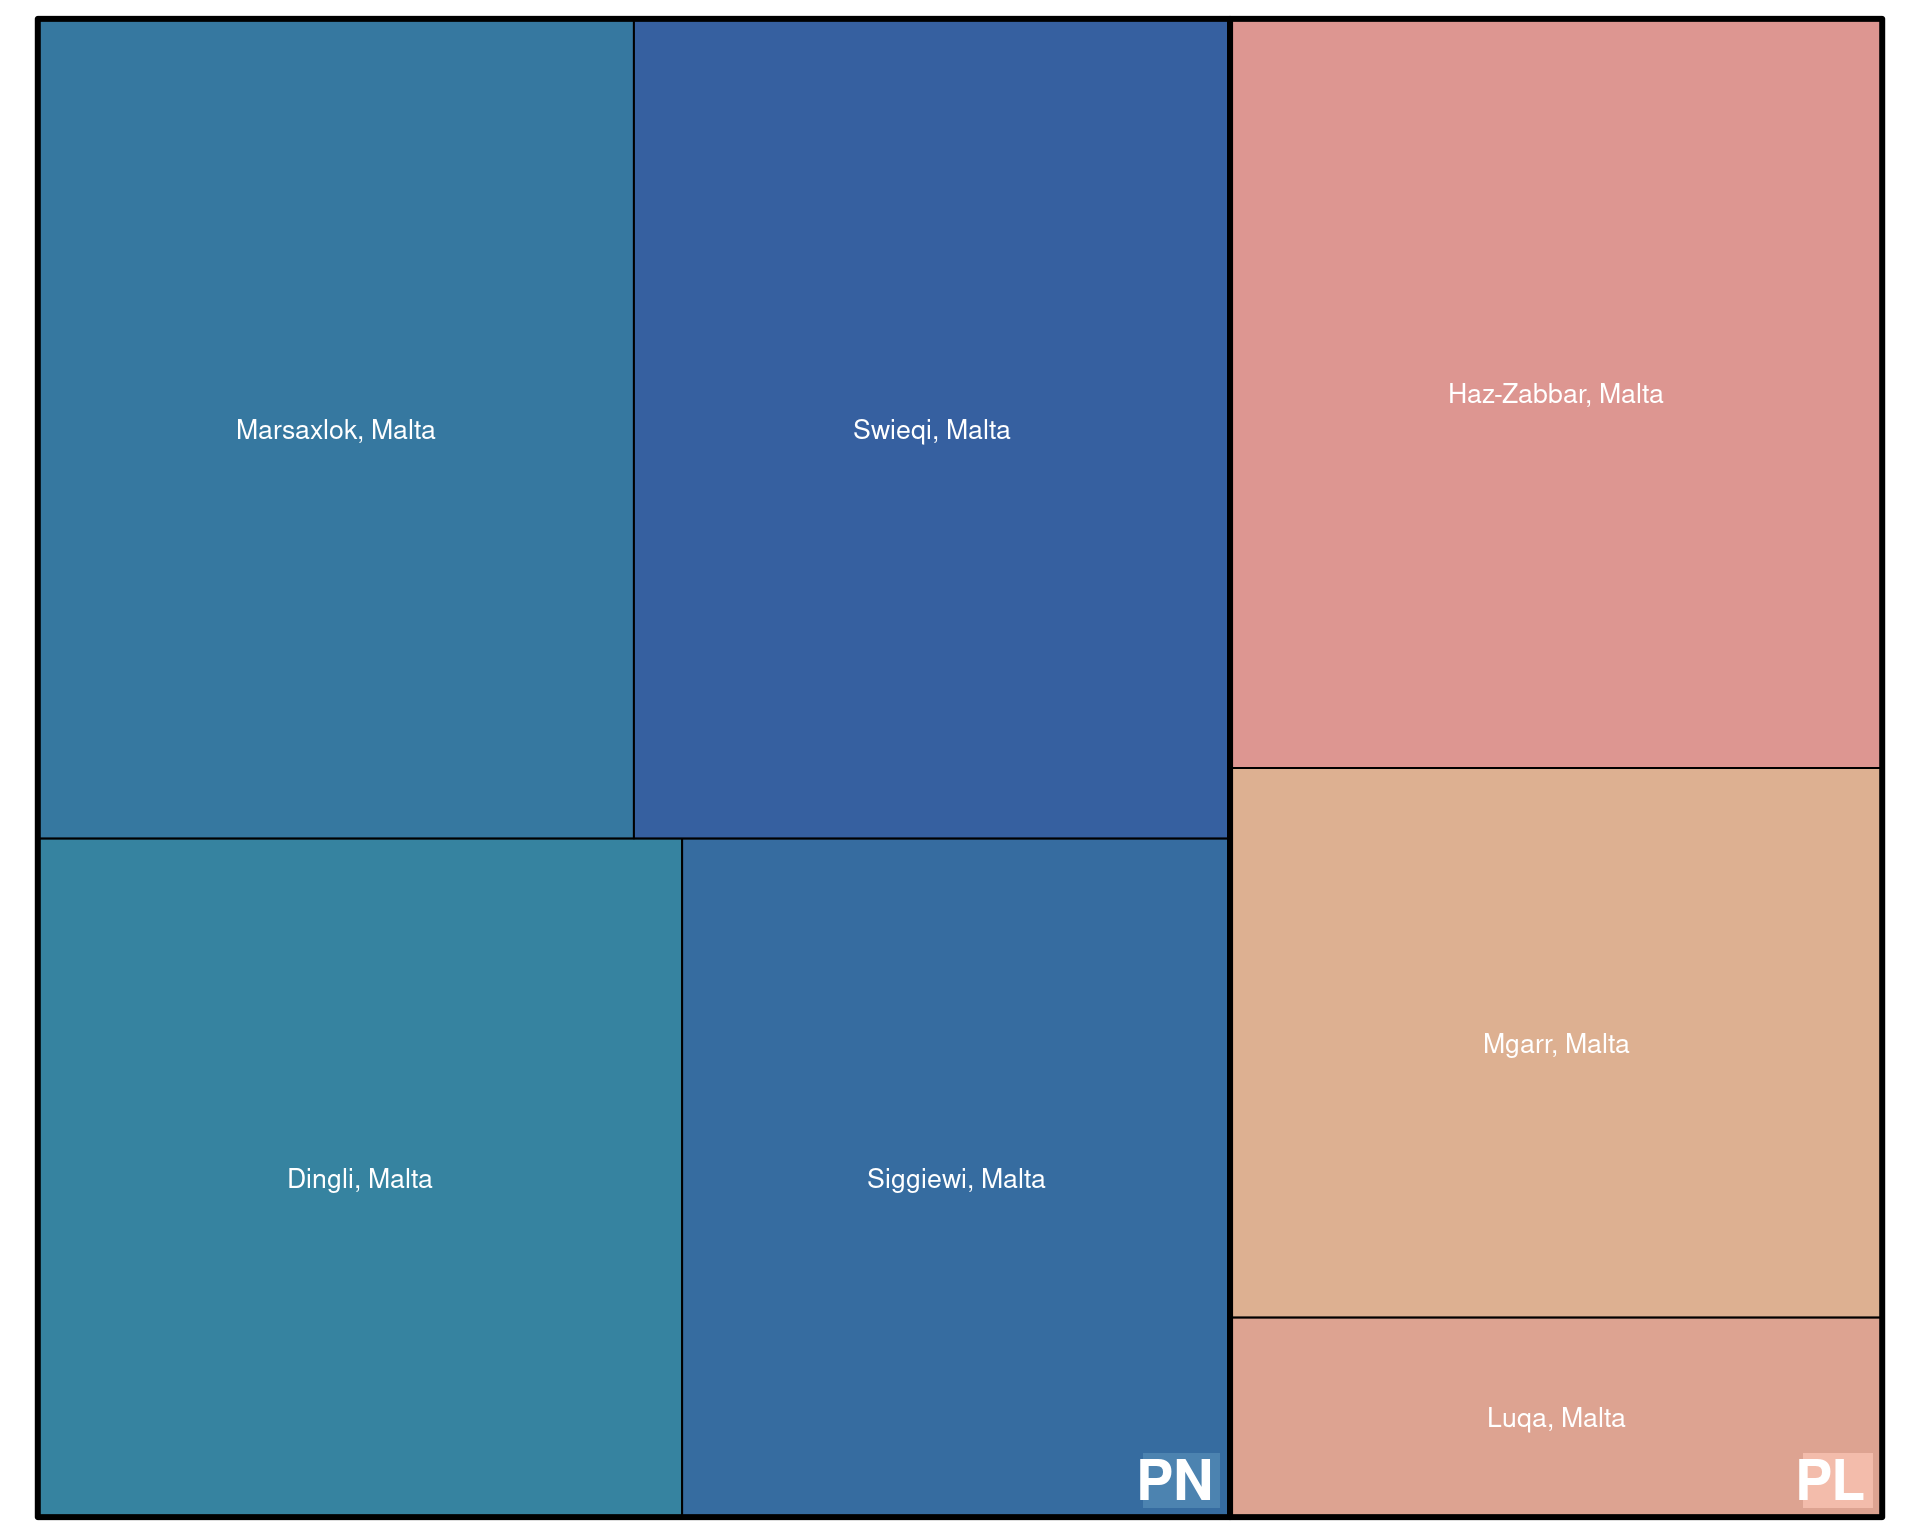 Marsaxlok, Malta
Swieqi, Malta
Haz-Zabbar, Malta
Mgarr, Malta
Dingli, Malta
Siggiewi, Malta
Luqa, Malta
PN
PL